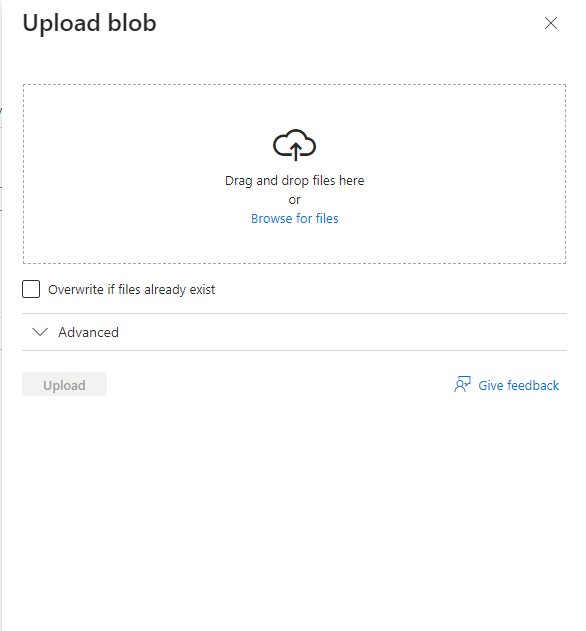 Upload blob
Drag and drop files here
or
Browse for files
Overwrite if files already exist
Advanced
Upload
Give feedback